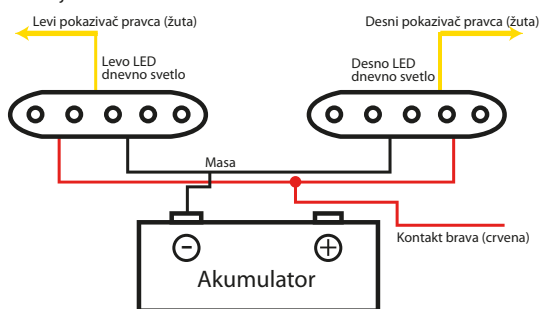 Levi pokazivač pravca (žuta)
Desni pokazivač pravca (žuta)
Levo LED
dnevno svetlo
Desno LED
dnevno svetlo
Masa
Kontakt brava (crvena)
Akumulator